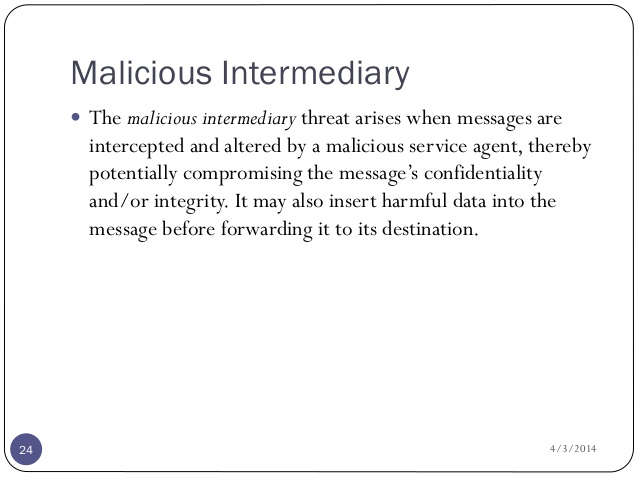 Malicious Intermediary
• The malicious intermediary threat arises when messages are
intercepted and altered by a malicious service agent, thereby
potentially compromising the message’s confidentiality
and/or integrity. It may also insert harmful data into the
message before forwarding it to its destination.
24
4/3/2014